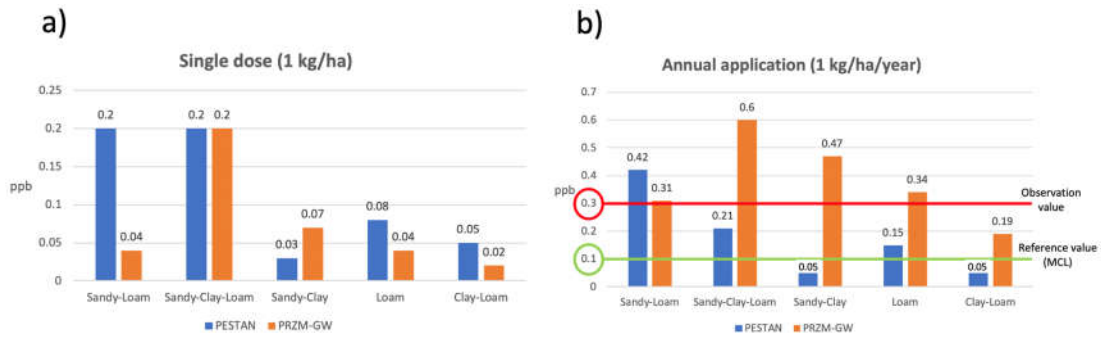 a)
Single dose (1 kg/ha)
0.25
0.2
0.15
0.1
0.05
0
ppb
0.2
0.04
0.2
0.2
0.03
0.07
0.08
0.04
0.05
0.02
Sandy-Loam
Sandy-Clay-Loam
Sandy-Clay
Loam
Clay-Loam
PESTAN
PRZM-GW
b)
Annual application (1 kg/ha/year)
0.7
0.6
0.5
0.4
0.3
0.2
0.1
0
ppb
0.42
0.31
0.21
0.6
0.05
0.47
0.15
0.34
0.05
0.19
Observation
value
Reference value
(MCL)
Sandy-Loam
Sandy-Clay-Loam
Sandy-Clay
Loam
Clay-Loam
PESTAN
PRZM-GW